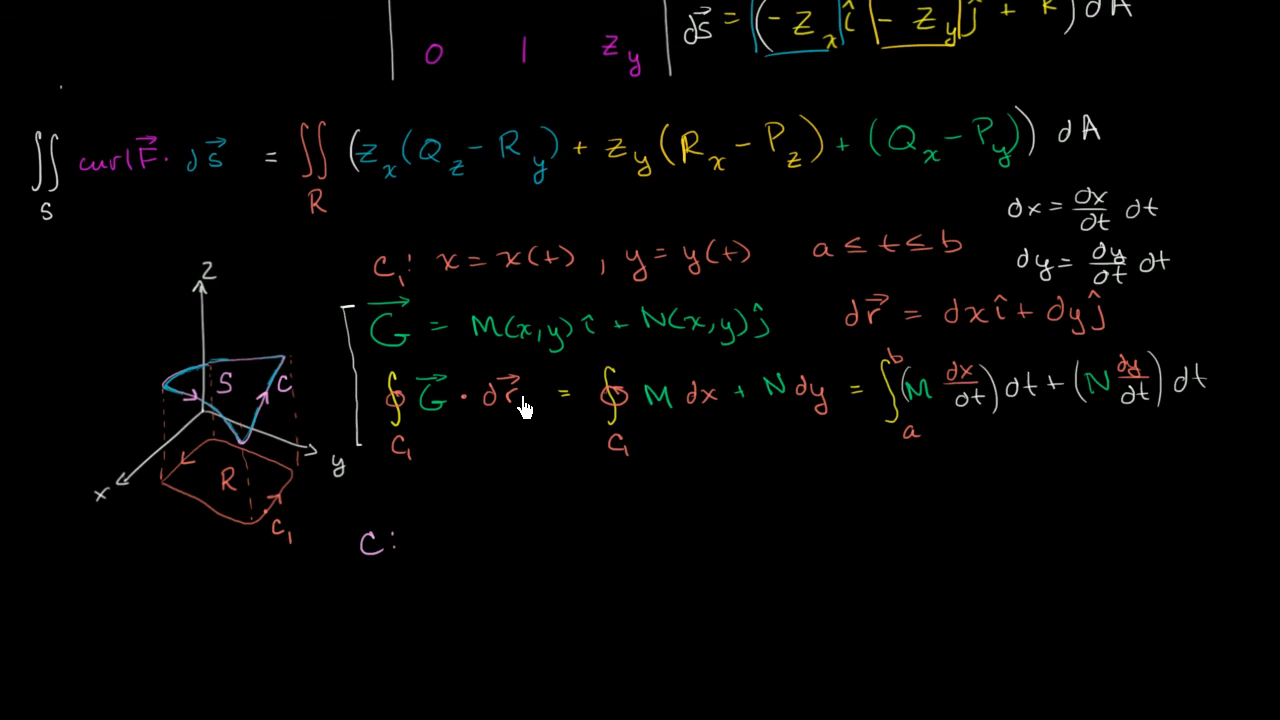 0 1 z_y | ds⃗ = (-z_x î - z_y ĵ + k) dA
∬_S curl F⃗ · ds⃗ = ∬_R (z_x(Q_z - R_y) + z_y(R_x - P_z) + (Q_x - P_y)) dA
dx = dx/dt dt
C₁: x = x(t), y = y(t) a ≤ t ≤ b
dy = dy/dt dt
G⃗ = M(x,y)î + N(x,y)ĵ dr⃗ = dx î + dy ĵ
∮_C₁ G⃗ · dr⃗ = ∮_C₁ M dx + N dy = ∫_a^b (M dx/dt) dt + (N dy/dt) dt
z
S
C
y
R
x
C₁
C: